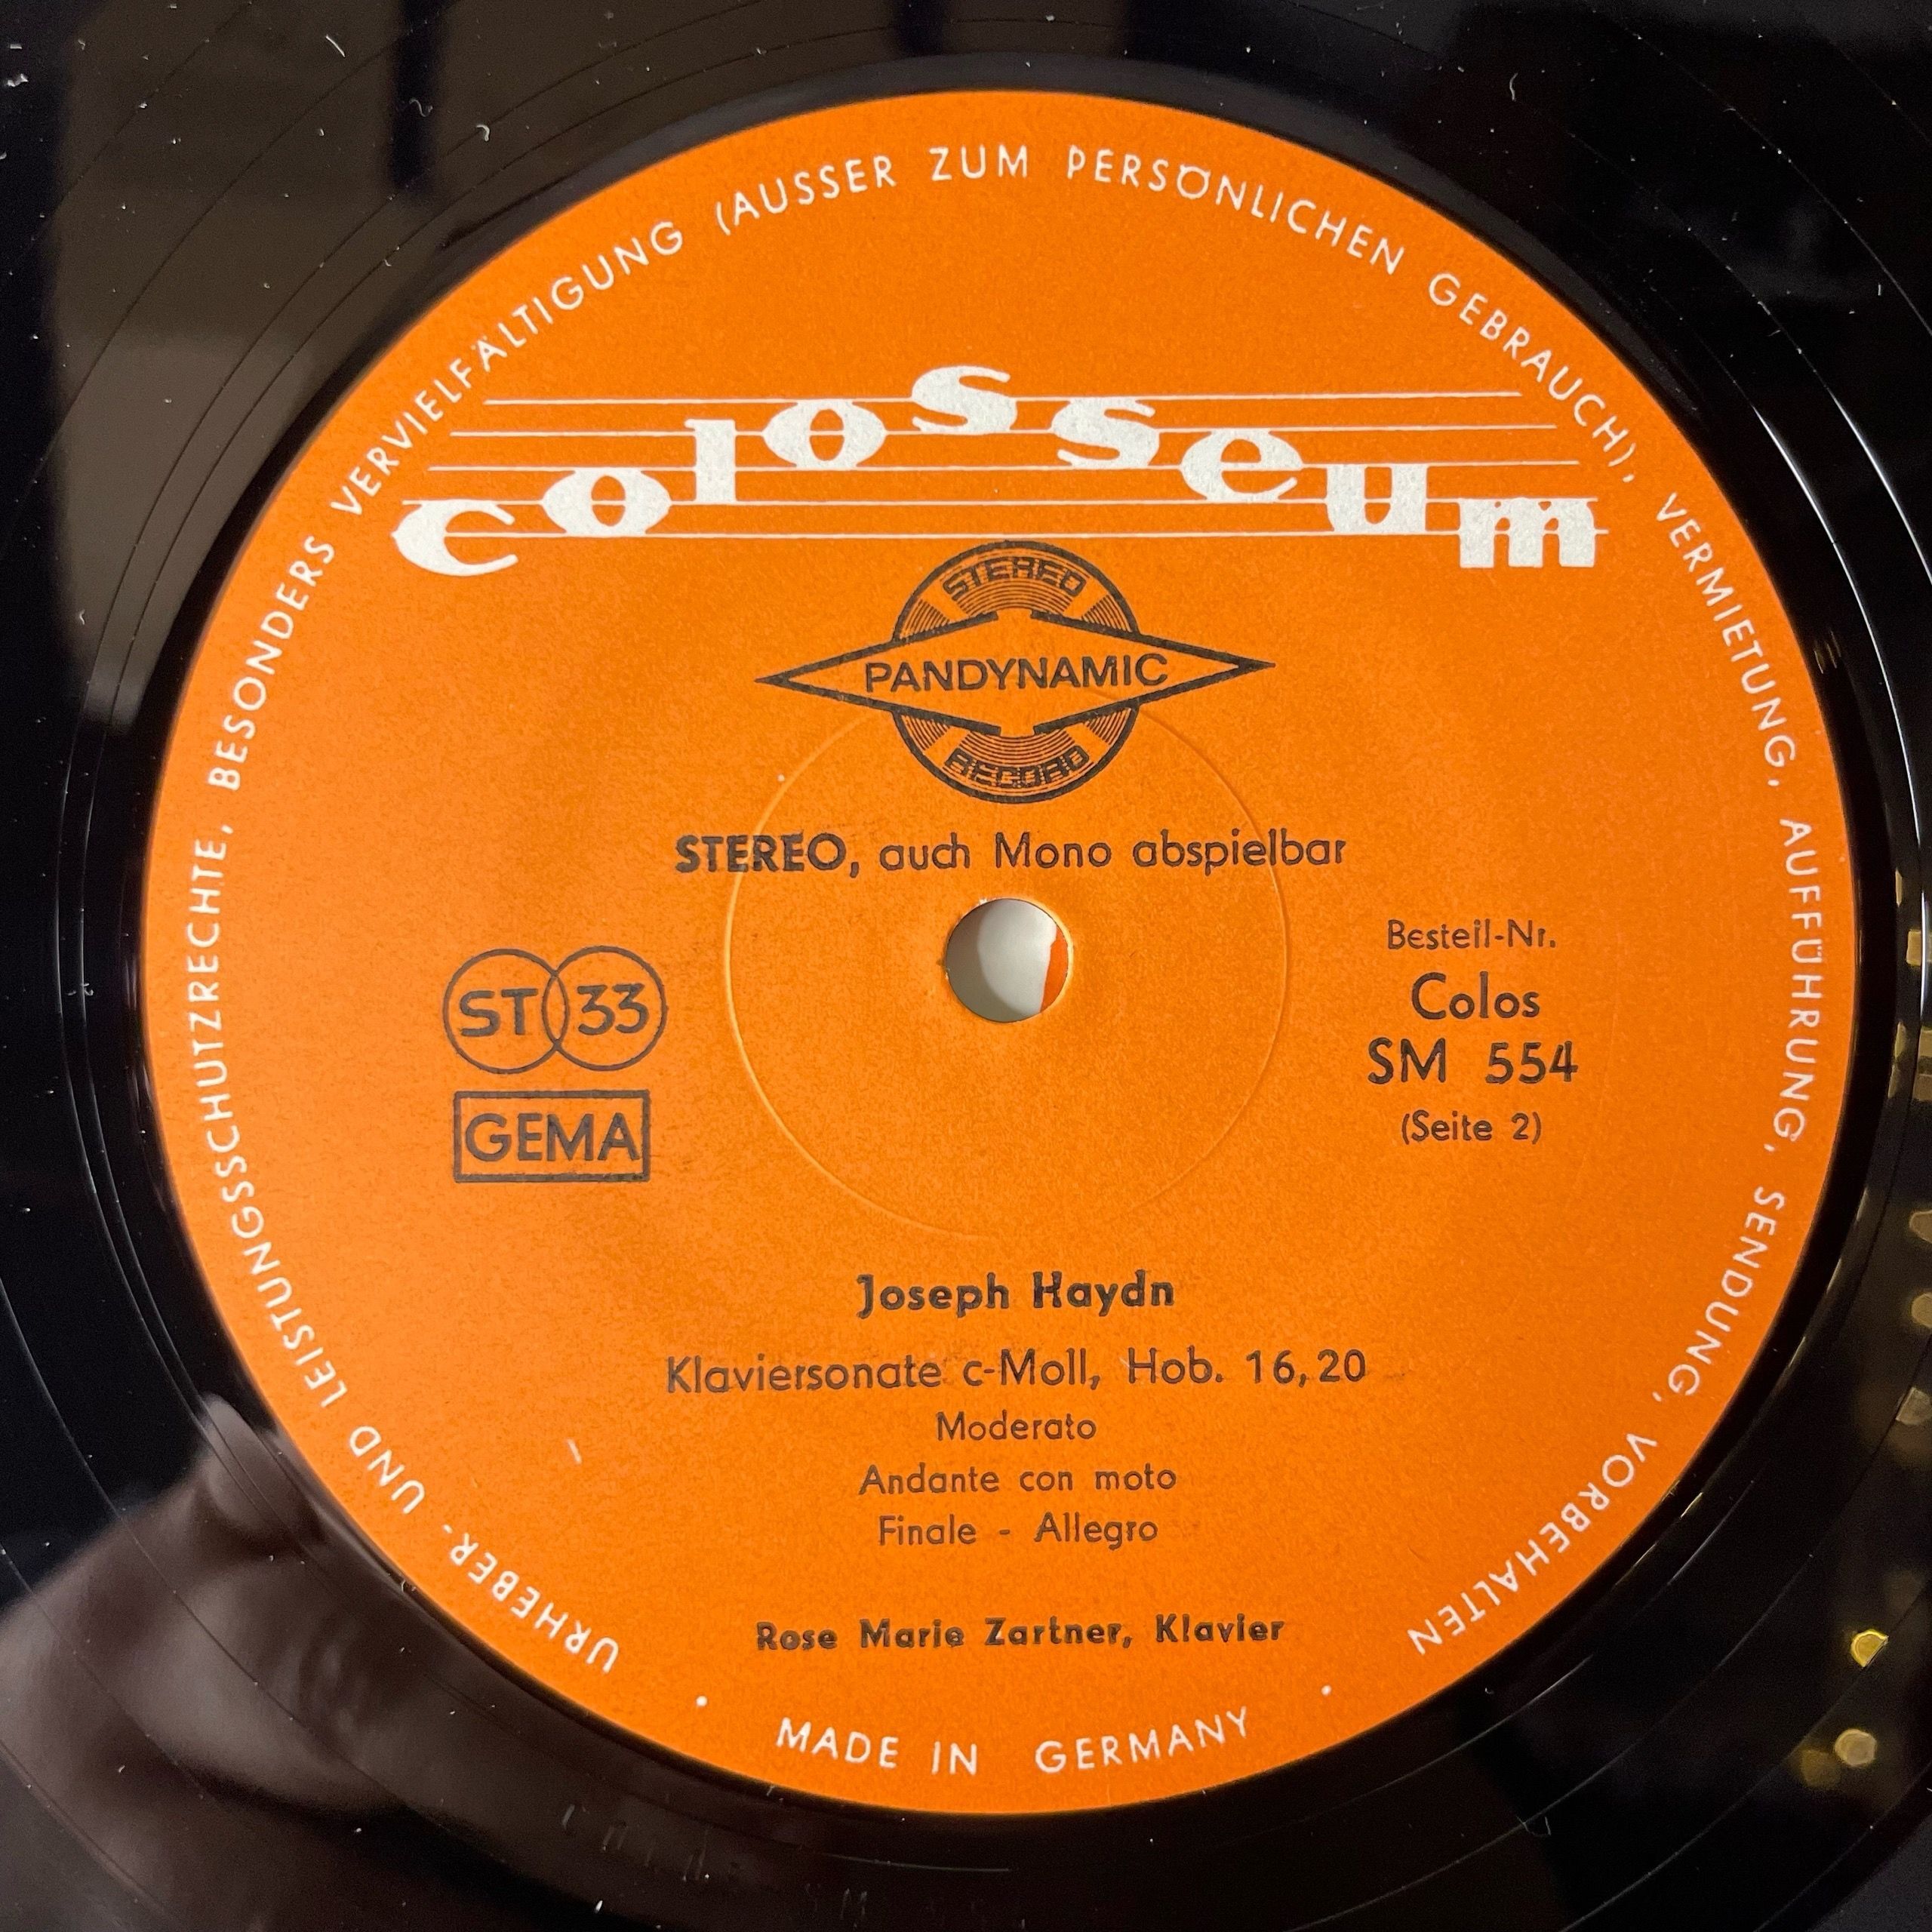 URHEBER- UND LEISTUNGSSCHUTZRECHTE, BESONDERS VERVIELFÄLTIGUNG (AUSSER ZUM PERSÖNLICHEN GEBRAUCH), VERMIETUNG, AUFFÜHRUNG, SENDUNG, VORBEHALTEN
colosseum
STEREO
PANDYNAMIC
RECORD
STEREO, auch Mono abspielbar
ST 33
GEMA
Bestell-Nr.
Colos
SM 554
(Seite 2)
Joseph Haydn
Klaviersonate c-Moll, Hob. 16,20
Moderato
Andante con moto
Finale - Allegro
Rose Marie Zartner, Klavier
• MADE IN GERMANY •